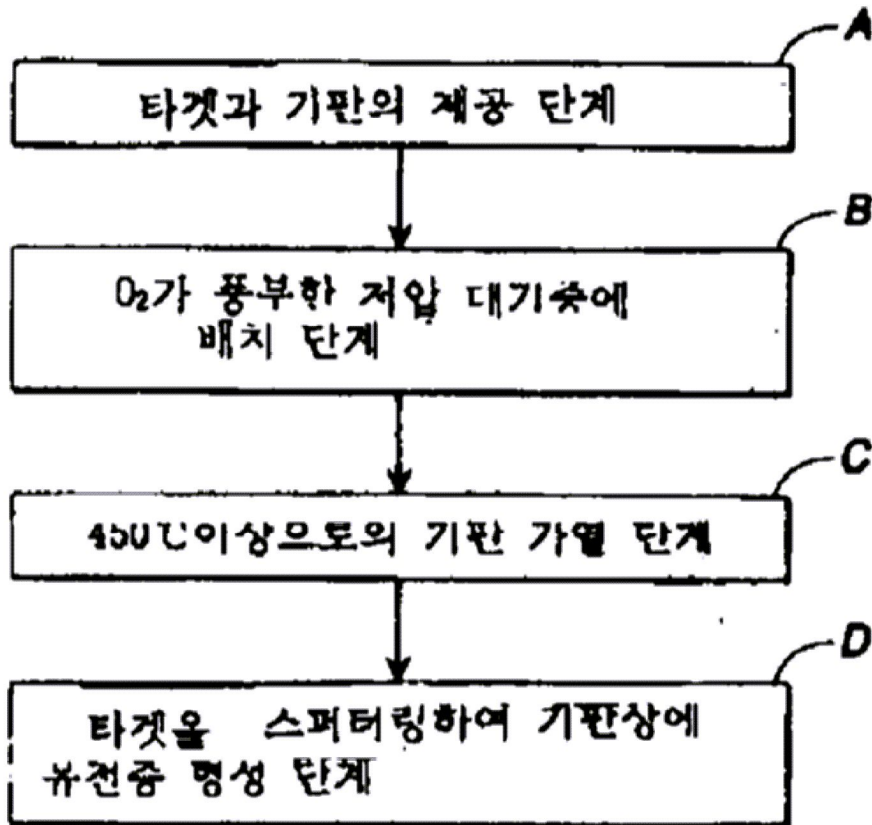 A
타겟과 기판의 제공 단계
B
O₂가 풍부한 저압 대기중에
배치 단계
C
450℃이상으로의 기판 가열 단계
D
타겟을 스퍼터링하여 기판상에
유전층 형성 단계